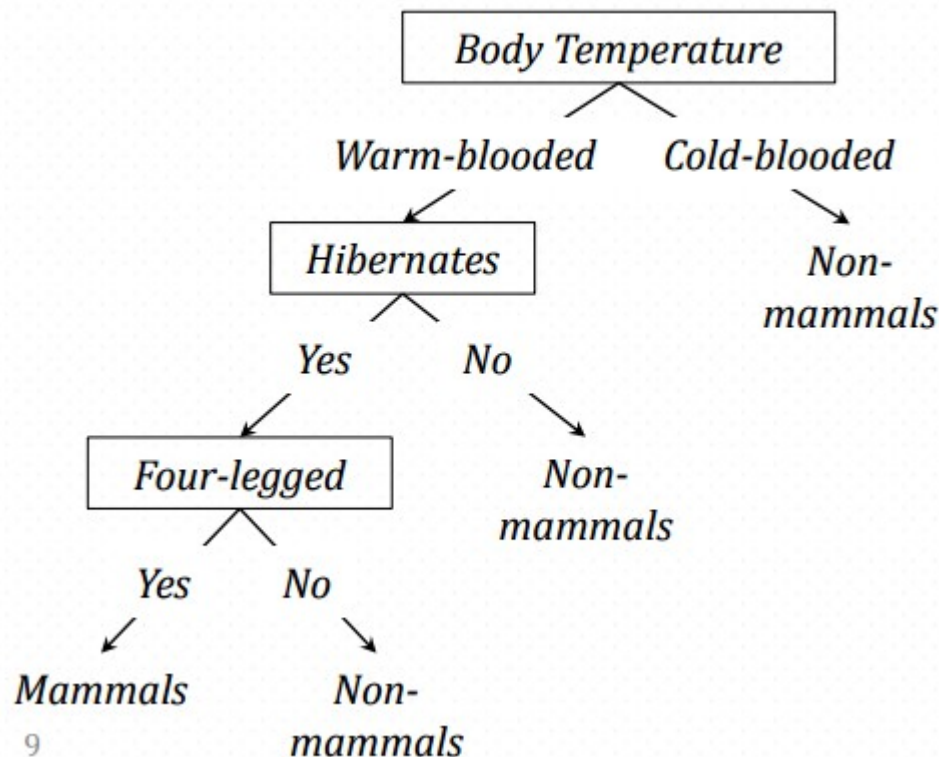 Body Temperature
Warm-blooded Cold-blooded
Hibernates
Non-
mammals
Yes No
Four-legged
Non-
mammals
Yes No
Mammals
Non-
mammals
9